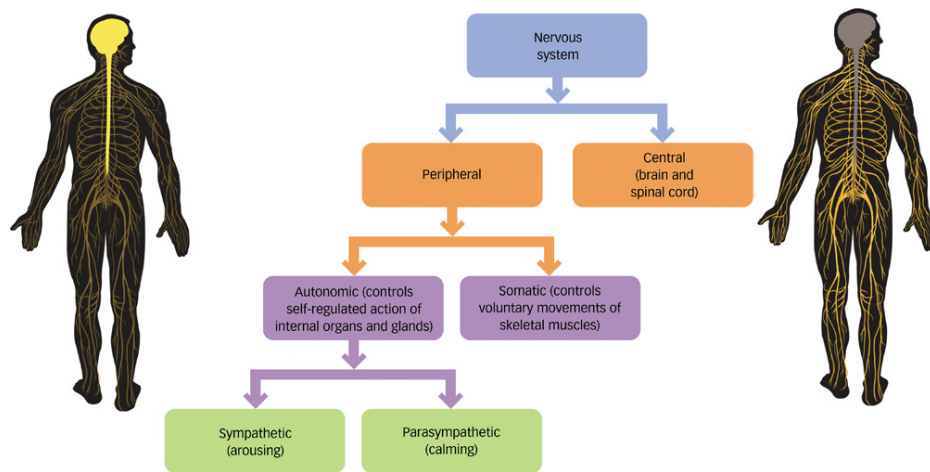 Nervous
system
Peripheral
Central
(brain and
spinal cord)
Autonomic (controls
self-regulated action of
internal organs and glands)
Somatic (controls
voluntary movements of
skeletal muscles)
Sympathetic
(arousing)
Parasympathetic
(calming)